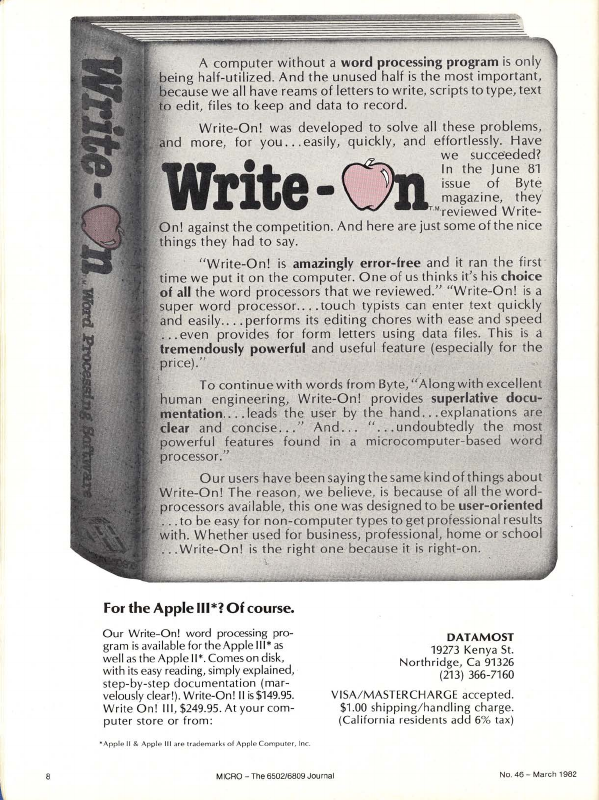 Write-On
™ Word Processing Software
A computer without a word processing program is only
being half-utilized. And the unused half is the most important,
because we all have reams of letters to write, scripts to type, text
to edit, files to keep and data to record.
Write-On! was developed to solve all these problems,
and more, for you...easily, quickly, and effortlessly. Have
we succeeded?
In the June 81
issue of Byte
magazine, they
Write-On™
reviewed Write-
On! against the competition. And here are just some of the nice
things they had to say.
"Write-On! is amazingly error-free and it ran the first
time we put it on the computer. One of us thinks it's his choice
of all the word processors that we reviewed." "Write-On! is a
super word processor....touch typists can enter text quickly
and easily....performs its editing chores with ease and speed
...even provides for form letters using data files. This is a
tremendously powerful and useful feature (especially for the
price)."
To continue with words from Byte, "Along with excellent
human engineering, Write-On! provides superlative docu-
mentation....leads the user by the hand...explanations are
clear and concise..." And... "...undoubtedly the most
powerful features found in a microcomputer-based word
processor."
Our users have been saying the same kind of things about
Write-On! The reason, we believe, is because of all the word-
processors available, this one was designed to be user-oriented
...to be easy for non-computer types to get professional results
with. Whether used for business, professional, home or school
...Write-On! is the right one because it is right-on.
For the Apple III*? Of course.
Our Write-On! word processing pro-
gram is available for the Apple III* as
well as the Apple II*. Comes on disk,
with its easy reading, simply explained,
step-by-step documentation (mar-
velously clear!). Write-On! II is $149.95.
Write On! III, $249.95. At your com-
puter store or from:
DATAMOST
19273 Kenya St.
Northridge, Ca 91326
(213) 366-7160
VISA/MASTERCHARGE accepted.
$1.00 shipping/handling charge.
(California residents add 6% tax)
*Apple II & Apple III are trademarks of Apple Computer, Inc.
8
MICRO – The 6502/6809 Journal
No. 46 – March 1982